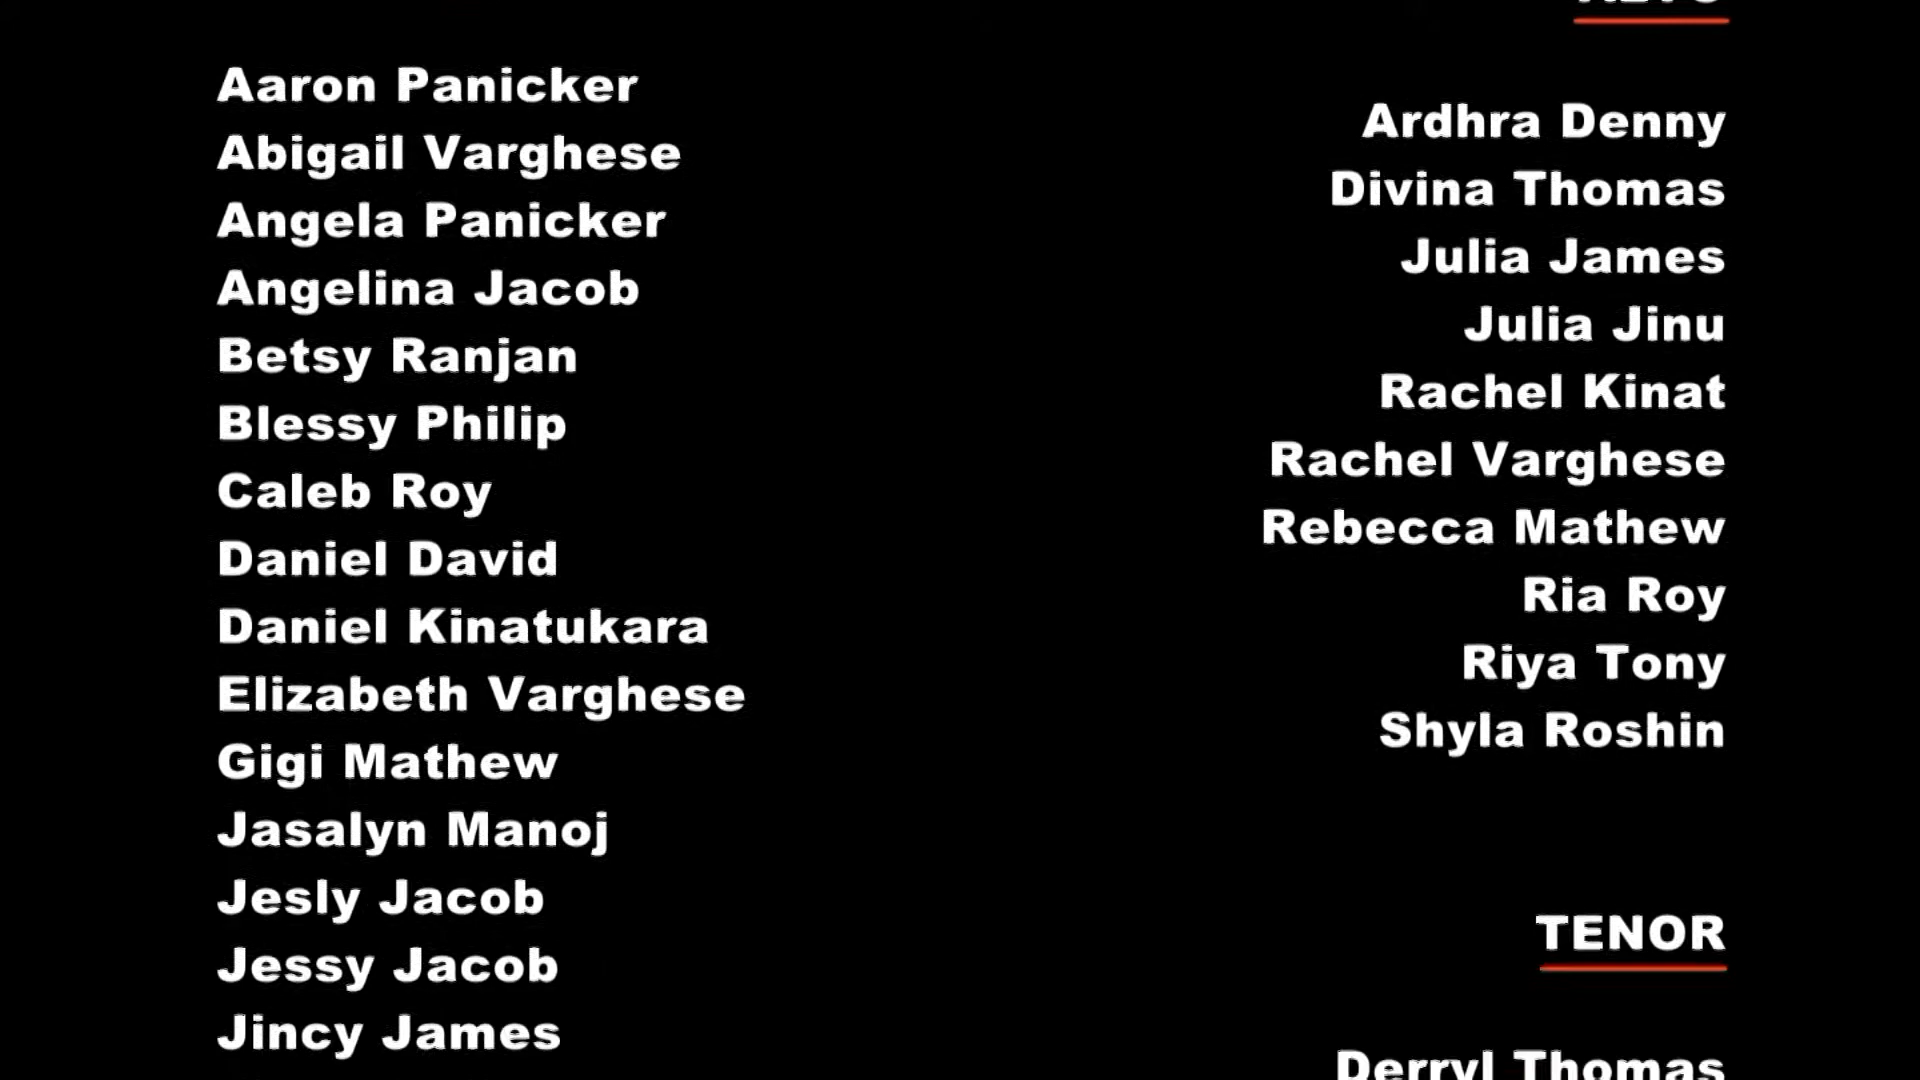 Aaron Panicker
Abigail Varghese
Angela Panicker
Angelina Jacob
Betsy Ranjan
Blessy Philip
Caleb Roy
Daniel David
Daniel Kinatukara
Elizabeth Varghese
Gigi Mathew
Jasalyn Manoj
Jesly Jacob
Jessy Jacob
Jincy James
Ardhra Denny
Divina Thomas
Julia James
Julia Jinu
Rachel Kinat
Rachel Varghese
Rebecca Mathew
Ria Roy
Riya Tony
Shyla Roshin
TENOR
Derryl Thomas